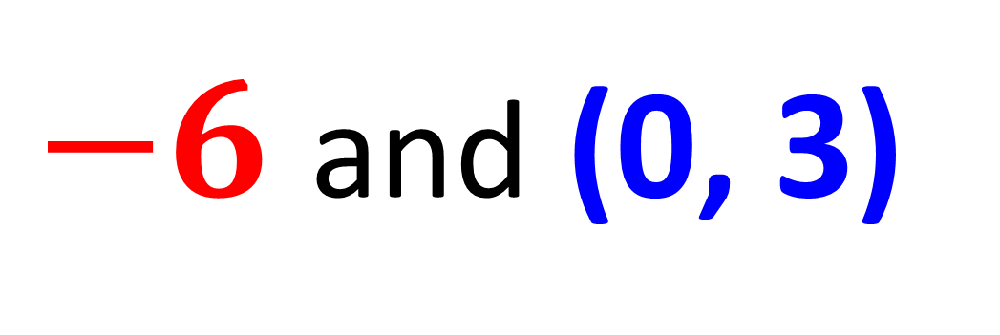 −6 and (0, 3)